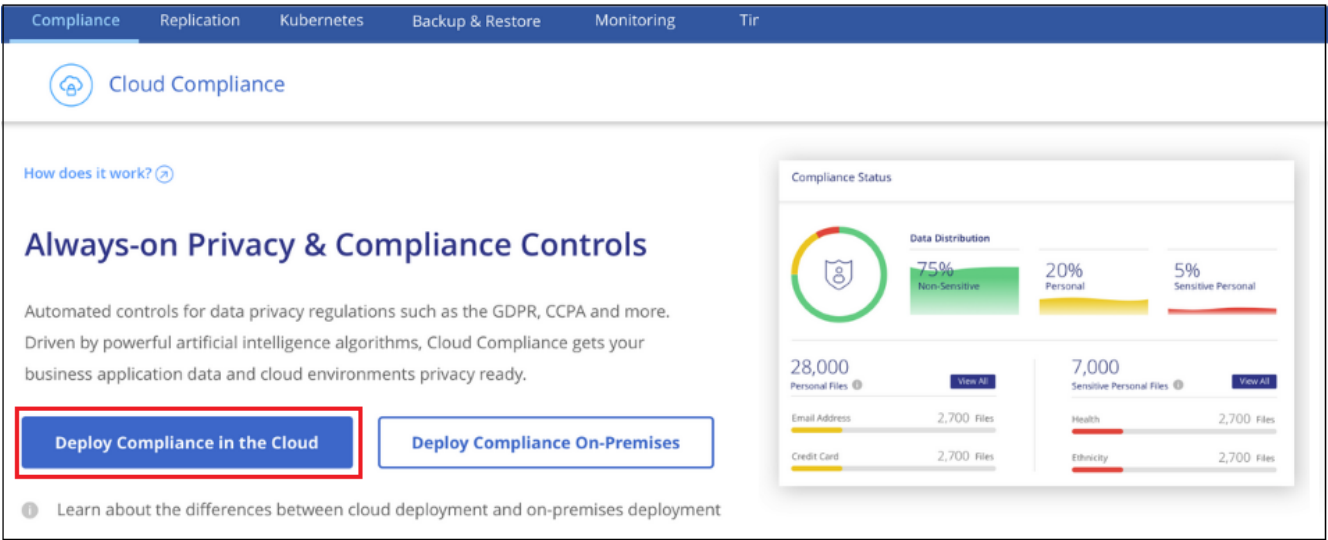 Compliance Replication Kubernetes Backup & Restore Monitoring Tir
Cloud Compliance
How does it work?
Always-on Privacy & Compliance Controls
Automated controls for data privacy regulations such as the GDPR, CCPA and more.
Driven by powerful artificial intelligence algorithms, Cloud Compliance gets your
business application data and cloud environments privacy ready.
Deploy Compliance in the Cloud
Deploy Compliance On-Premises
Learn about the differences between cloud deployment and on-premises deployment
Compliance Status
Data Distribution
75%
Non-Sensitive
20%
Personal
5%
Sensitive Personal
28,000
Personal Files
View All
Email Address 2,700 Files
Credit Card 2,700 Files
7,000
Sensitive Personal Files
View All
Health 2,700 Files
Ethnicity 2,700 Files